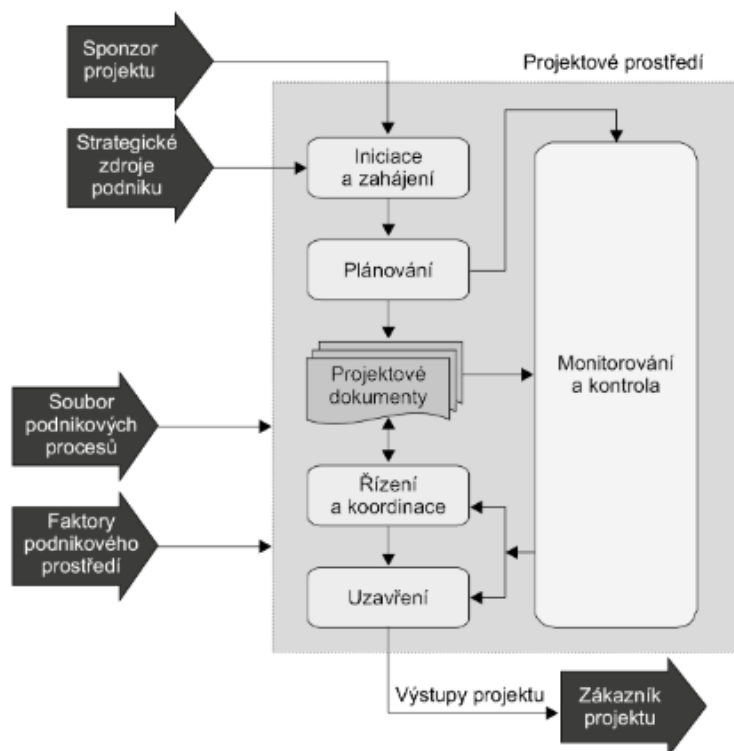 Sponzor
projektu
Projektové prostředí
Strategické
zdroje
podniku
Iniciace
a zahájení
Plánování
Projektové
dokumenty
Monitorování
a kontrola
Soubor
podnikových
procesů
Řízení
a koordinace
Faktory
podnikového
prostředí
Uzavření
Výstupy projektu
Zákazník
projektu